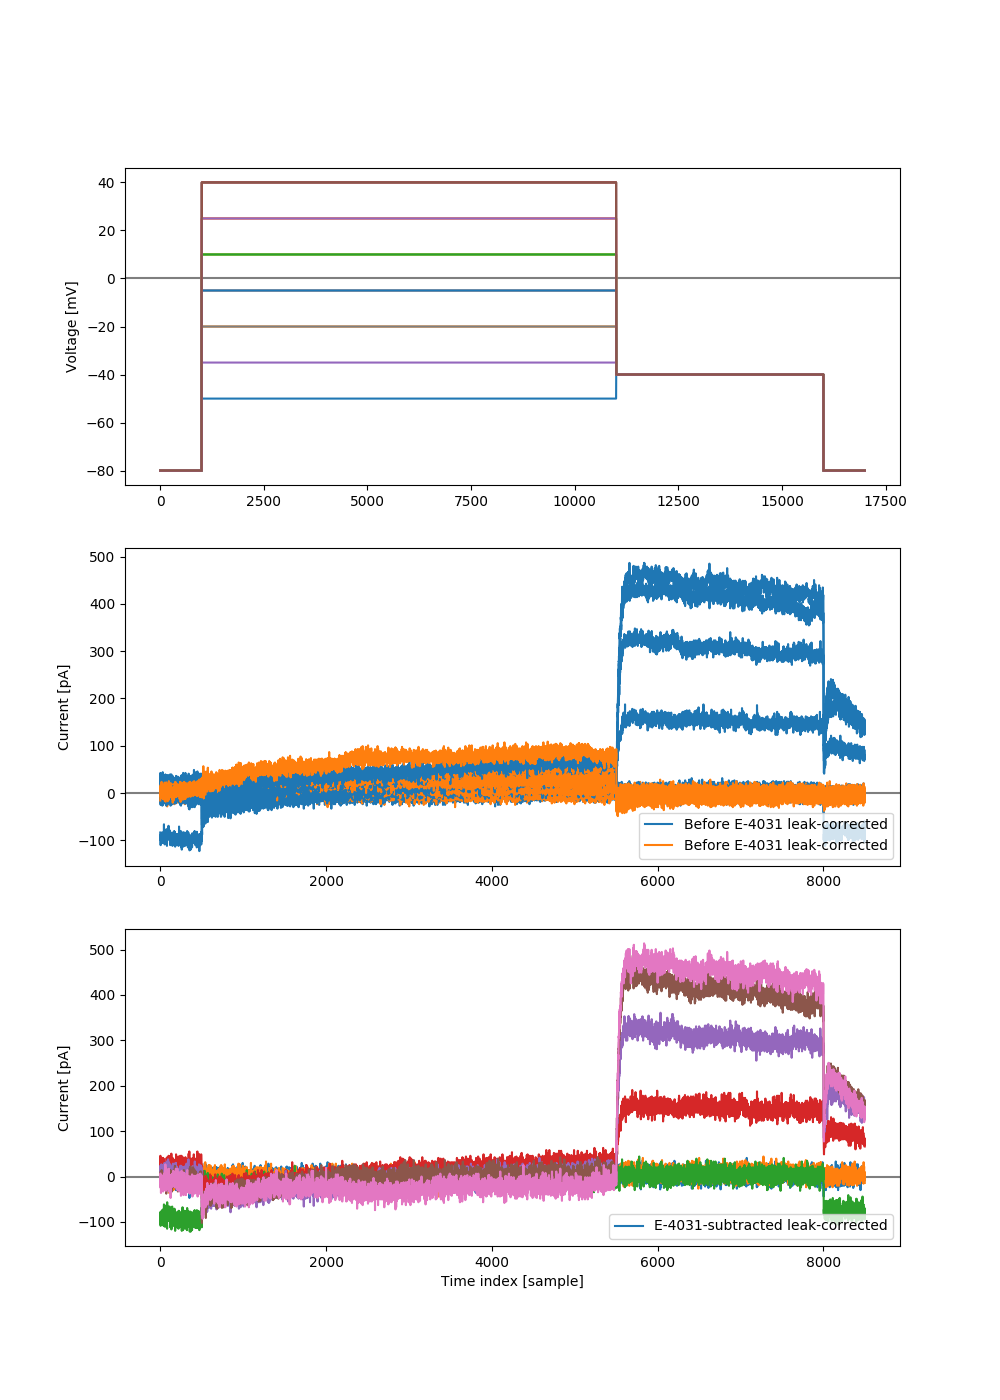 40
20
0
−20
−40
−60
−80
Voltage [mV]
0 2500 5000 7500 10000 12500 15000 17500
500
400
300
200
100
0
−100
Current [pA]
Before E-4031 leak-corrected
Before E-4031 leak-corrected
0 2000 4000 6000 8000
500
400
300
200
100
0
−100
Current [pA]
E-4031-subtracted leak-corrected
0 2000 4000 6000 8000
Time index [sample]